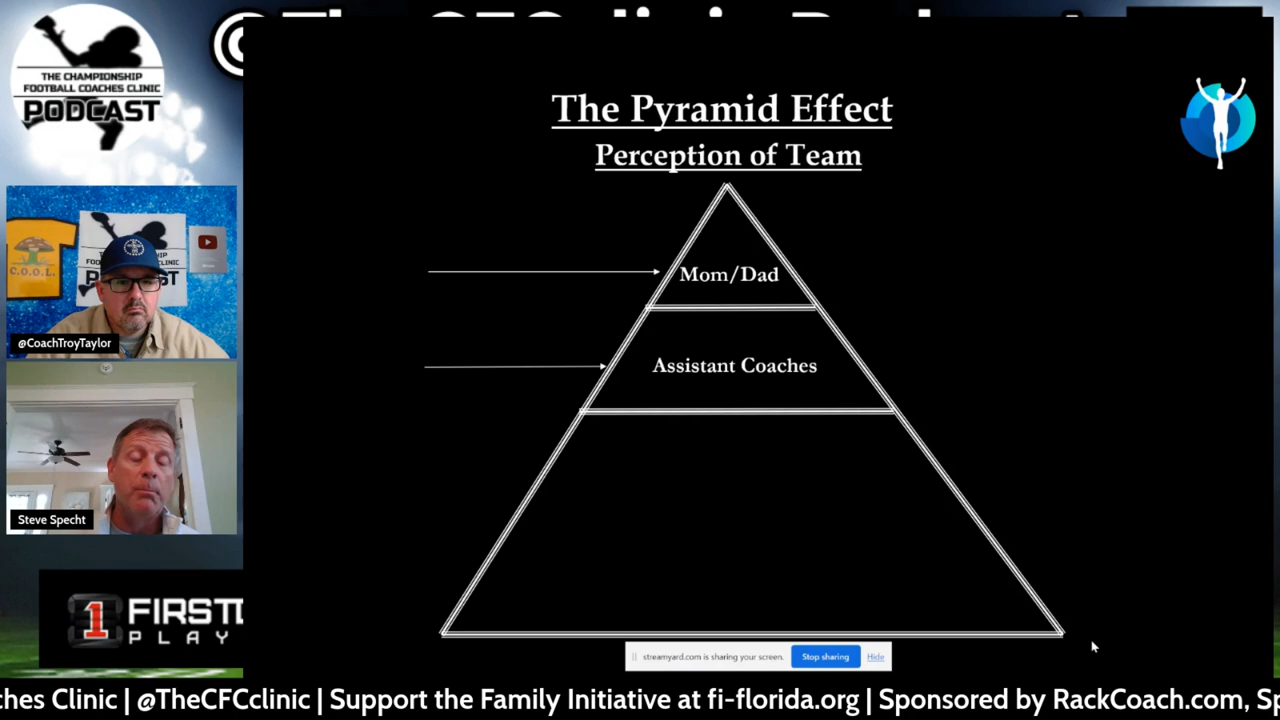 THE CHAMPIONSHIP
FOOTBALL COACHES CLINIC
PODCAST
The Pyramid Effect
Perception of Team
Mom/Dad
Assistant Coaches
C.O.O.L.
@CoachTroyTaylor
Steve Specht
1 FIRST
PLAY
streamyard.com is sharing your screen.
Stop sharing
Hide
ches Clinic | @TheCFCclinic | Support the Family Initiative at fi-florida.org | Sponsored by RackCoach.com, Sp